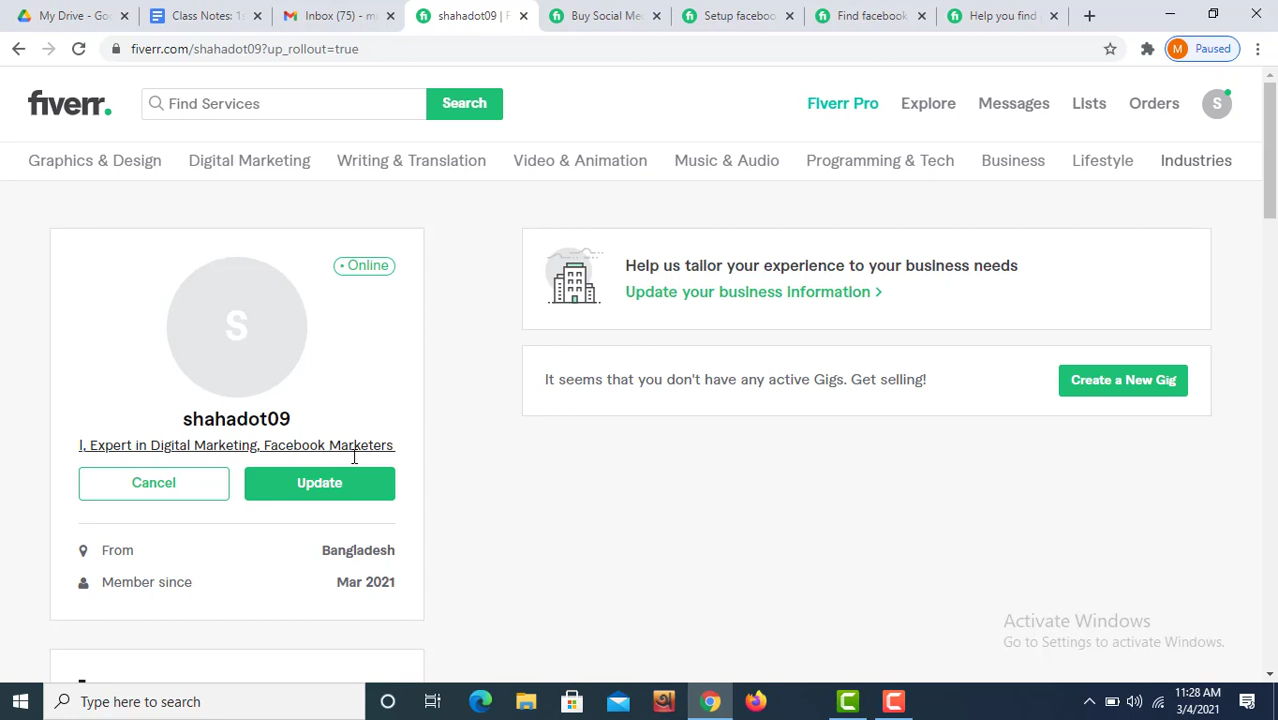 My Drive - G
Class Notes: 1s
Inbox (75) - m
shahadot09 | F
Buy Social Me
Setup faceboo
Find facebook
Help you find
fiverr.com/shahadot09?up_rollout=true
M Paused
fiverr.
Find Services
Search
Fiverr Pro
Explore
Messages
Lists
Orders
S
Graphics & Design
Digital Marketing
Writing & Translation
Video & Animation
Music & Audio
Programming & Tech
Business
Lifestyle
Industries
• Online
S
shahadot09
l, Expert in Digital Marketing, Facebook Marketers
Cancel
Update
From
Bangladesh
Member since
Mar 2021
Help us tailor your experience to your business needs
Update your business information >
It seems that you don't have any active Gigs. Get selling!
Create a New Gig
Activate Windows
Go to Settings to activate Windows.
Type here to search
11:28 AM
3/4/2021